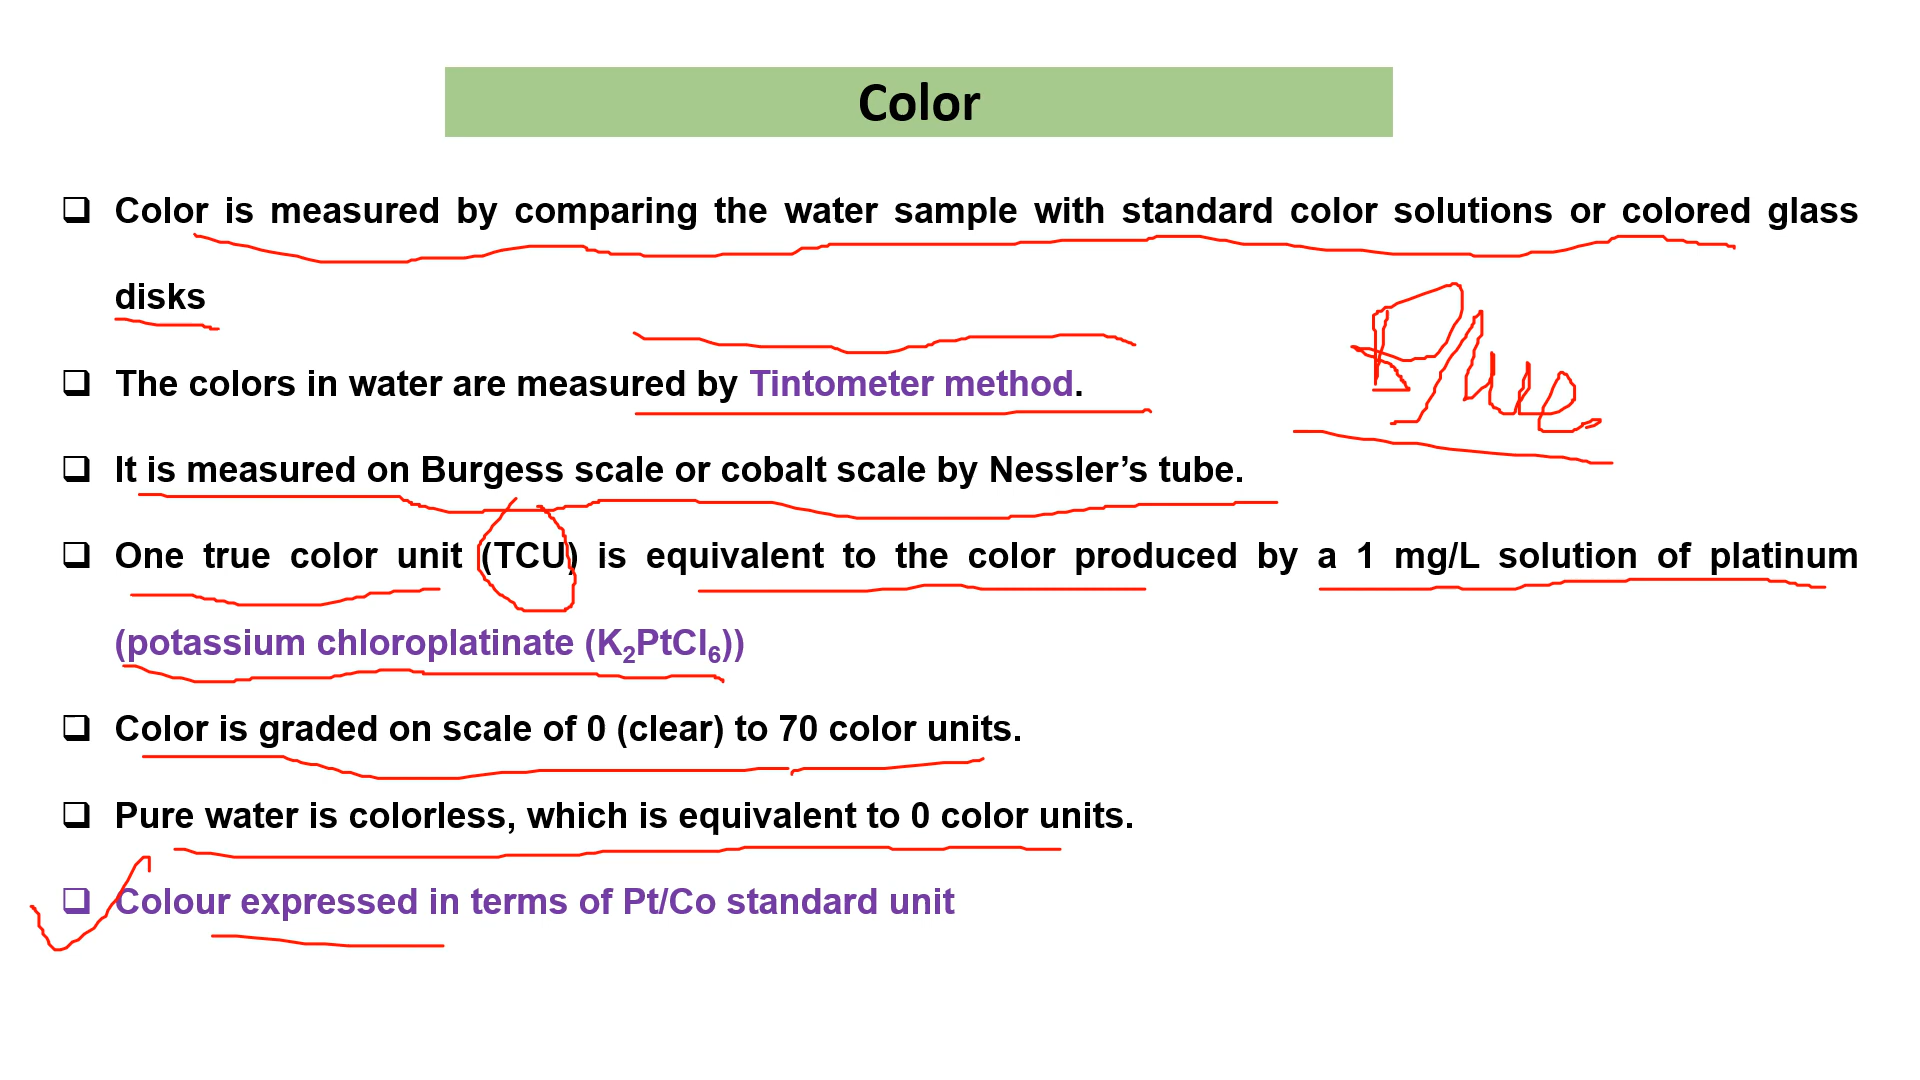 Color
Color is measured by comparing the water sample with standard color solutions or colored glass
disks
Blue
The colors in water are measured by Tintometer method.
It is measured on Burgess scale or cobalt scale by Nessler’s tube.
One true color unit (TCU) is equivalent to the color produced by a 1 mg/L solution of platinum
(potassium chloroplatinate (K₂PtCl₆))
Color is graded on scale of 0 (clear) to 70 color units.
Pure water is colorless, which is equivalent to 0 color units.
Colour expressed in terms of Pt/Co standard unit